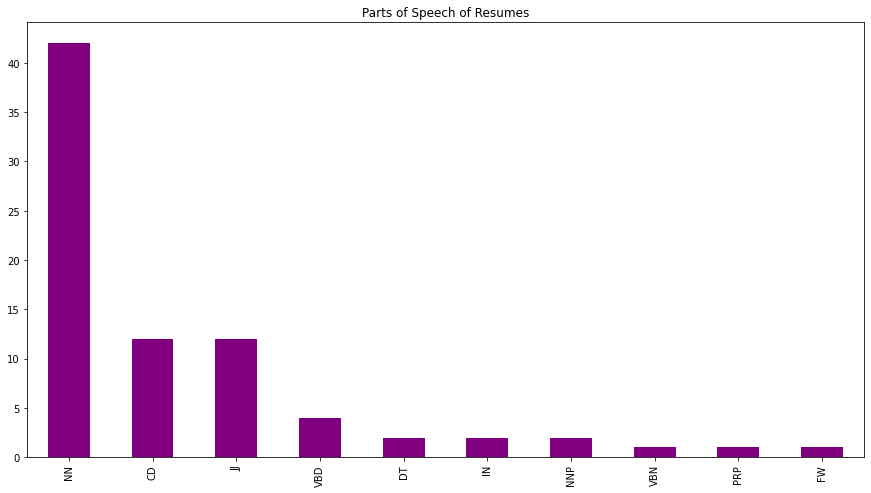 Parts of Speech of Resumes
40
35
30
25
20
15
10
5
0
NN
CD
JJ
VBD
DT
IN
NNP
VBN
PRP
FW